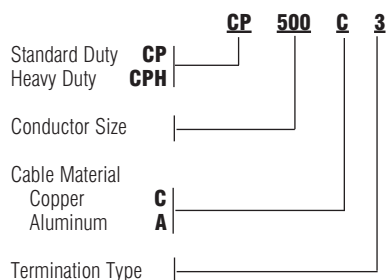 CP 500 C 3
Standard Duty CP
Heavy Duty CPH
Conductor Size
Cable Material
Copper C
Aluminum A
Termination Type